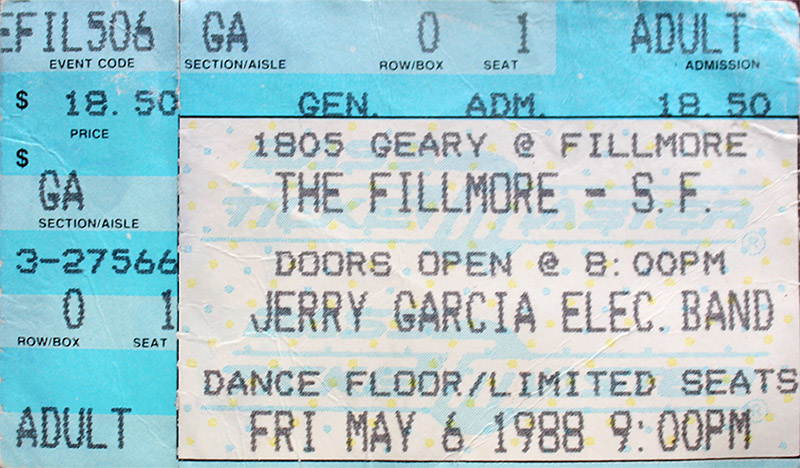 EFIL506
EVENT CODE
$ 18.50
PRICE
$
GA
SECTION/AISLE
3-27566
0 1
ROW/BOX SEAT
ADULT
GA 0 1 ADULT
SECTION/AISLE ROW/BOX SEAT ADMISSION
GEN. ADM. 18.50
1805 GEARY @ FILLMORE
THE FILLMORE - S.F.
DOORS OPEN @ 8:00PM
JERRY GARCIA ELEC. BAND
DANCE FLOOR/LIMITED SEATS
FRI MAY 6 1988 9:00PM